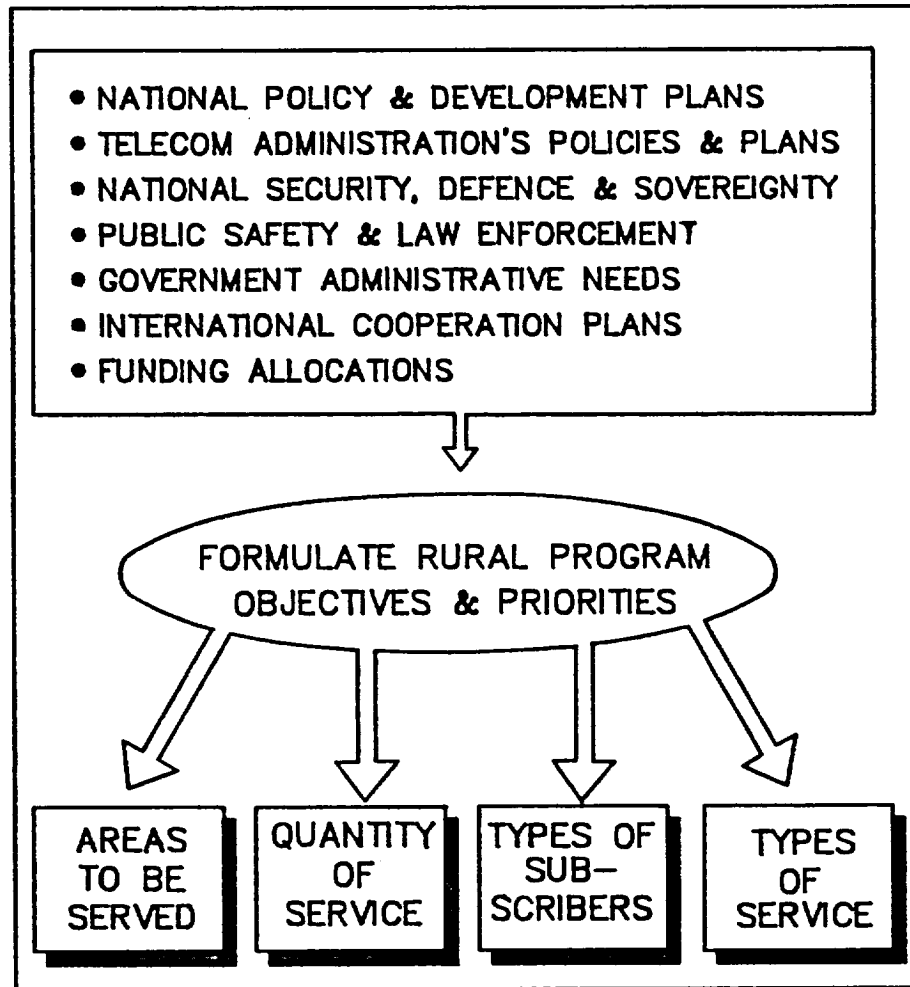 • NATIONAL POLICY & DEVELOPMENT PLANS
• TELECOM ADMINISTRATION'S POLICIES & PLANS
• NATIONAL SECURITY, DEFENCE & SOVEREIGNTY
• PUBLIC SAFETY & LAW ENFORCEMENT
• GOVERNMENT ADMINISTRATIVE NEEDS
• INTERNATIONAL COOPERATION PLANS
• FUNDING ALLOCATIONS
FORMULATE RURAL PROGRAM
OBJECTIVES & PRIORITIES
AREAS
TO BE
SERVED
QUANTITY
OF
SERVICE
TYPES OF
SUB-
SCRIBERS
TYPES
OF
SERVICE